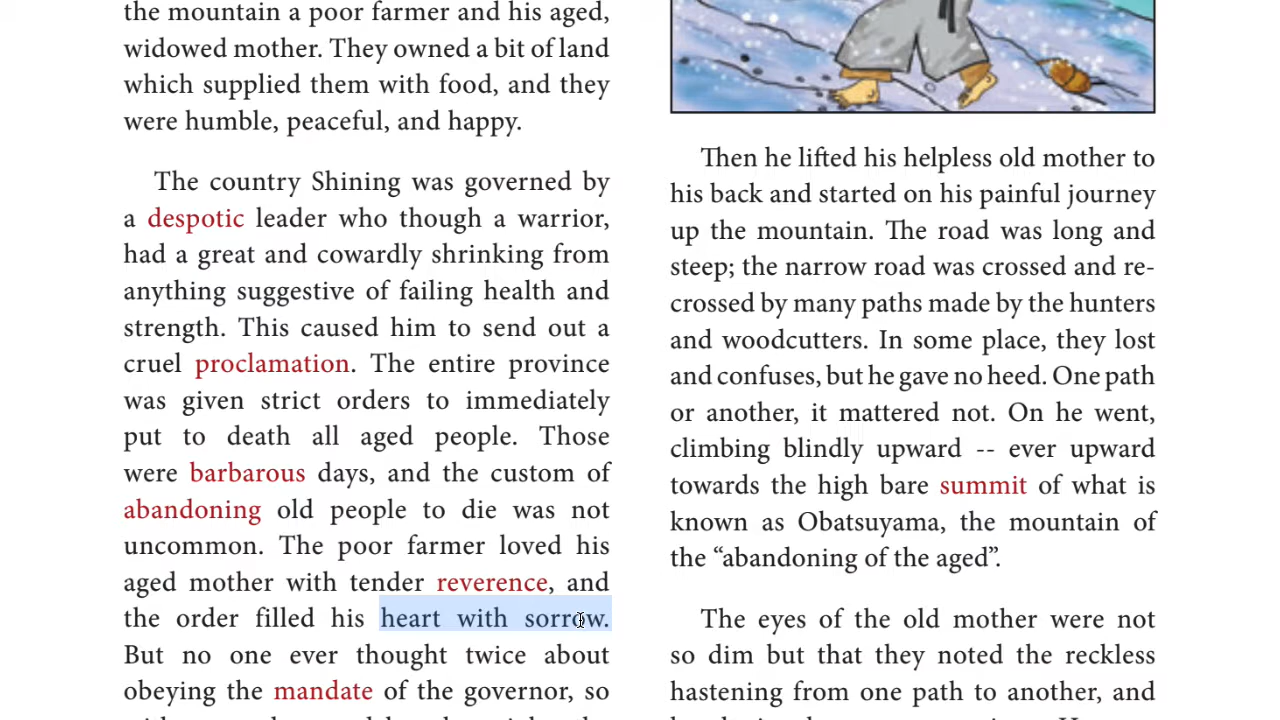 the mountain a poor farmer and his aged,
widowed mother. They owned a bit of land
which supplied them with food, and they
were humble, peaceful, and happy.
The country Shining was governed by
a despotic leader who though a warrior,
had a great and cowardly shrinking from
anything suggestive of failing health and
strength. This caused him to send out a
cruel proclamation. The entire province
was given strict orders to immediately
put to death all aged people. Those
were barbarous days, and the custom of
abandoning old people to die was not
uncommon. The poor farmer loved his
aged mother with tender reverence, and
the order filled his heart with sorrow.
But no one ever thought twice about
obeying the mandate of the governor, so
Then he lifted his helpless old mother to
his back and started on his painful journey
up the mountain. The road was long and
steep; the narrow road was crossed and re-
crossed by many paths made by the hunters
and woodcutters. In some place, they lost
and confuses, but he gave no heed. One path
or another, it mattered not. On he went,
climbing blindly upward -- ever upward
towards the high bare summit of what is
known as Obatsuyama, the mountain of
the “abandoning of the aged”.
The eyes of the old mother were not
so dim but that they noted the reckless
hastening from one path to another, and